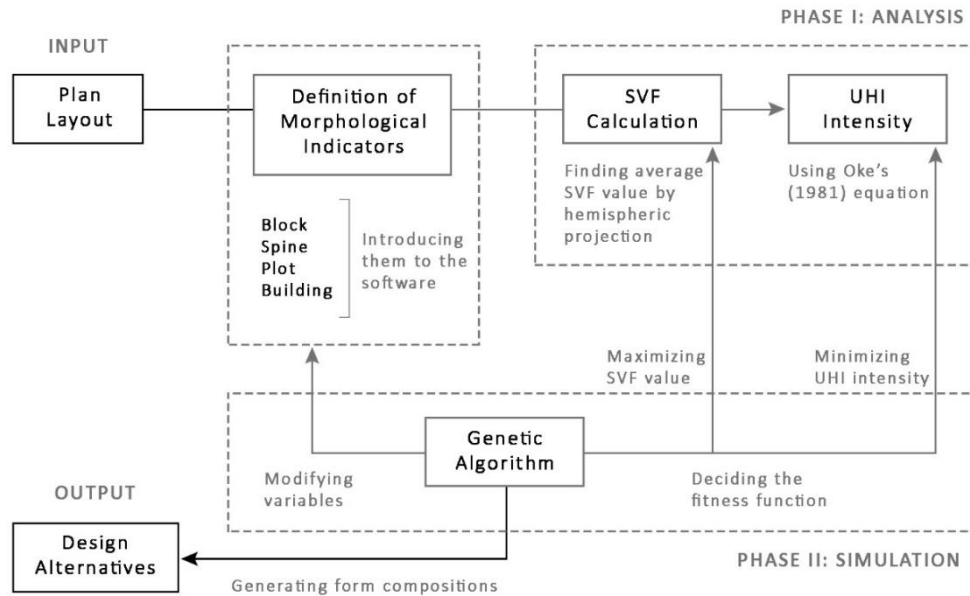 PHASE I: ANALYSIS
INPUT
Plan
Layout
Definition of
Morphological
Indicators
SVF
Calculation
UHI
Intensity
Finding average
SVF value by
hemispheric
projection
Using Oke's
(1981) equation
Block
Spine
Plot
Building
Introducing
them to the
software
Maximizing
SVF value
Minimizing
UHI intensity
Genetic
Algorithm
Modifying
variables
Deciding the
fitness function
OUTPUT
Design
Alternatives
Generating form compositions
PHASE II: SIMULATION